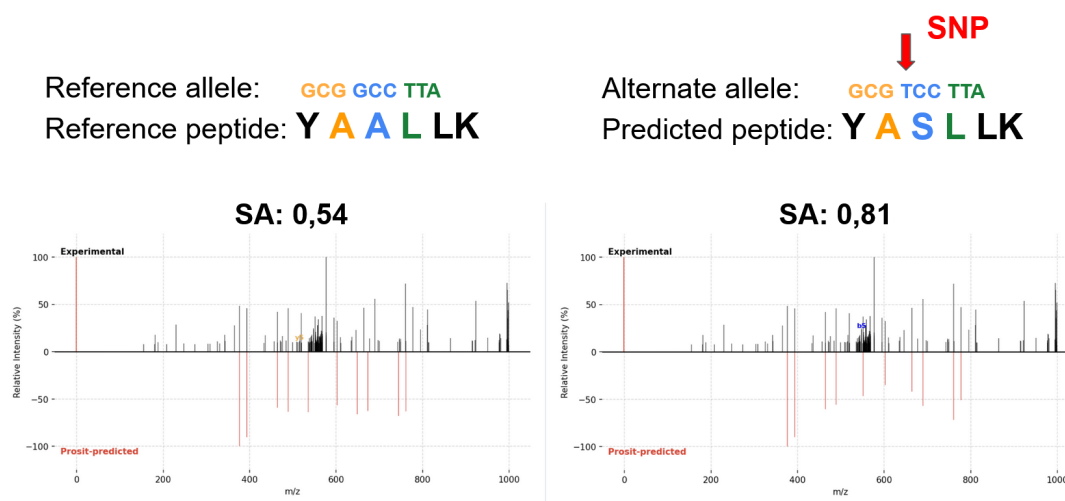 SNP
Reference allele: GCG GCC TTA
Reference peptide: Y A A L LK
Alternate allele: GCG TCC TTA
Predicted peptide: Y A S L LK
SA: 0,54
Experimental
100
50
0
−50
−100
Relative Intensity (%)
Prosit-predicted
0 200 400 600 800 1000
m/z
SA: 0,81
Experimental
100
50
b5
0
−50
−100
Relative Intensity (%)
Prosit-predicted
0 200 400 600 800 1000
m/z